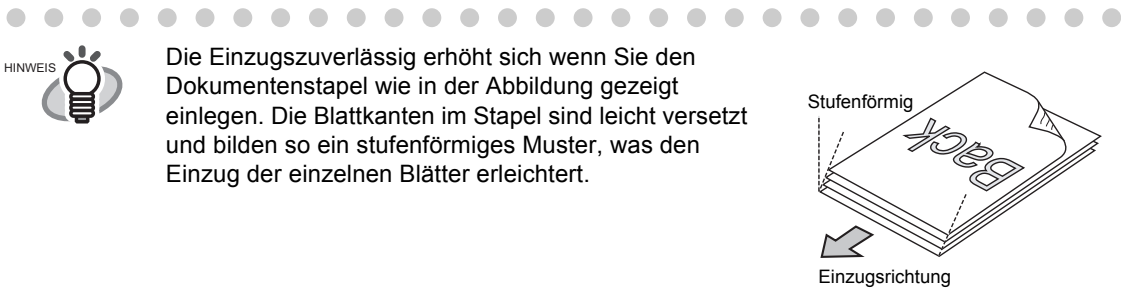 HINWEIS
Die Einzugszuverlässig erhöht sich wenn Sie den
Dokumentenstapel wie in der Abbildung gezeigt
einlegen. Die Blattkanten im Stapel sind leicht versetzt
und bilden so ein stufenförmiges Muster, was den
Einzug der einzelnen Blätter erleichtert.
Stufenförmig
Back
Einzugsrichtung